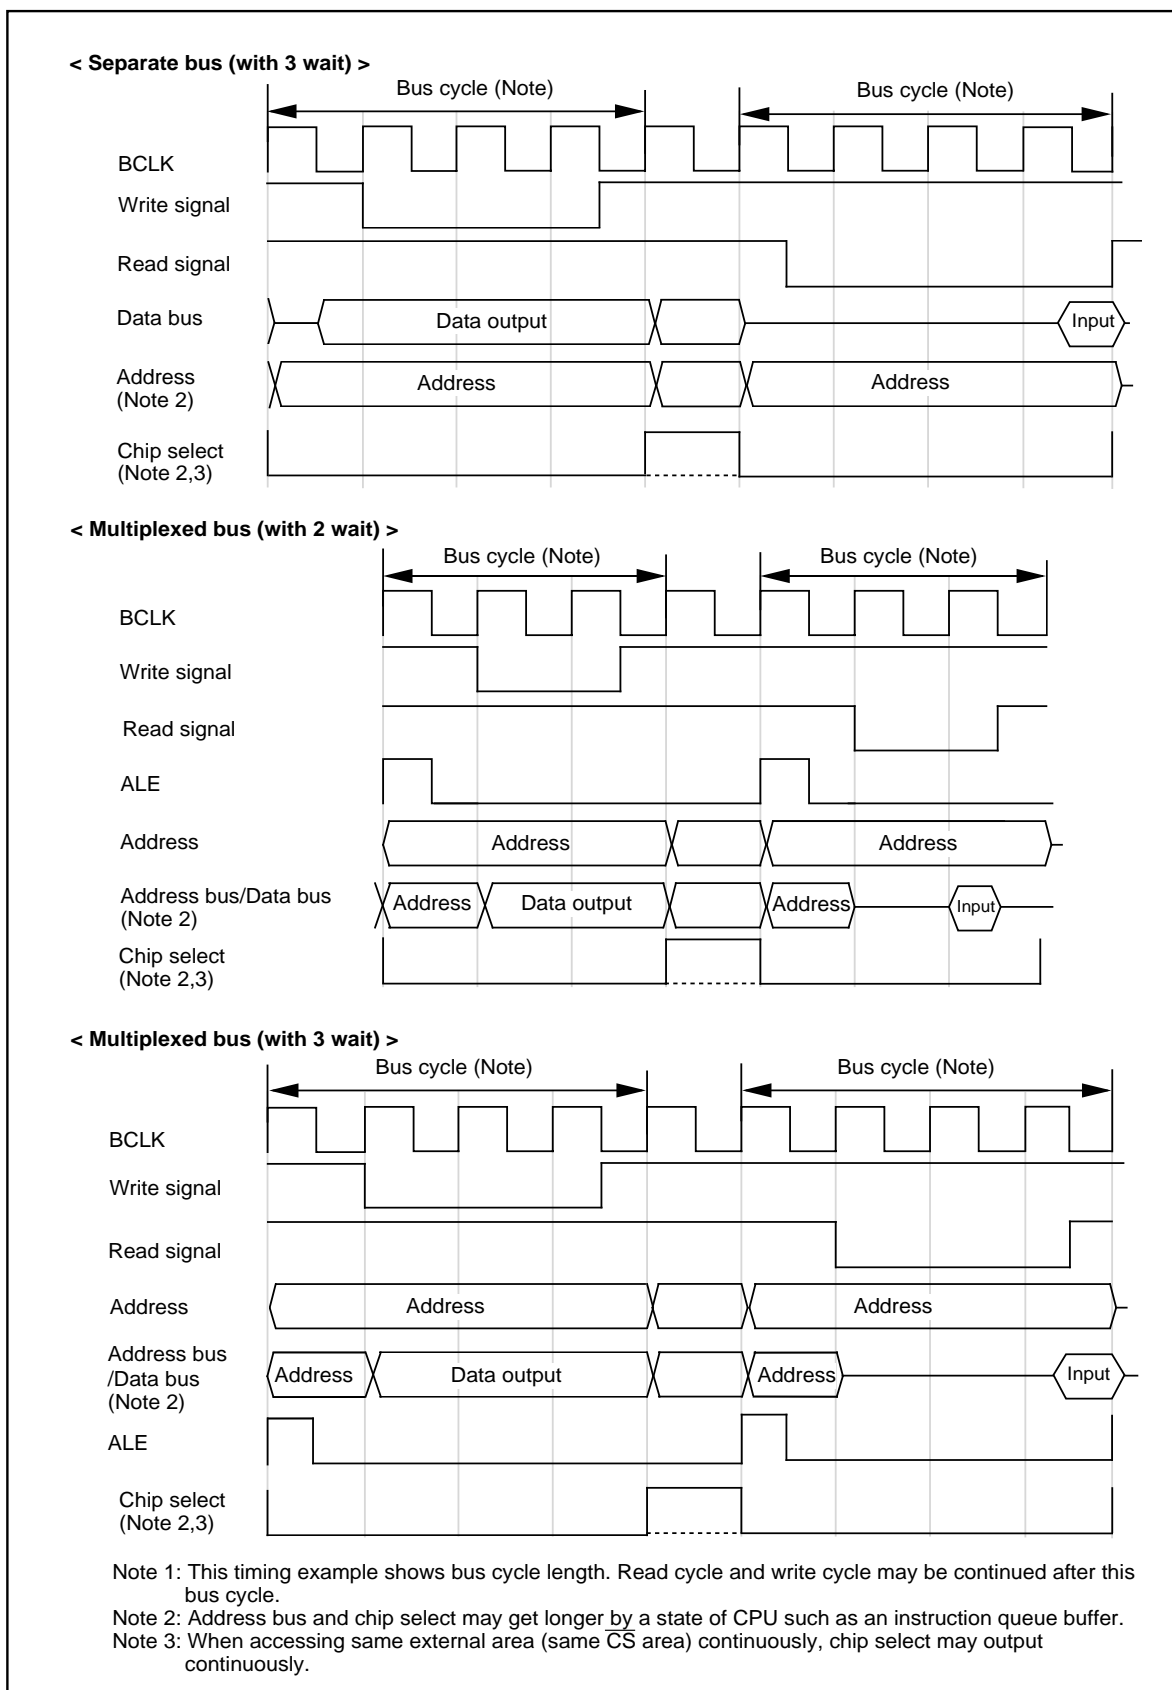 < Separate bus (with 3 wait) >
Bus cycle (Note) Bus cycle (Note)
BCLK
Write signal
Read signal
Data bus Data output Input
Address
(Note 2) Address Address
Chip select
(Note 2,3)
< Multiplexed bus (with 2 wait) >
Bus cycle (Note) Bus cycle (Note)
BCLK
Write signal
Read signal
ALE
Address Address Address
Address bus/Data bus
(Note 2) Address Data output Address Input
Chip select
(Note 2,3)
< Multiplexed bus (with 3 wait) >
Bus cycle (Note) Bus cycle (Note)
BCLK
Write signal
Read signal
Address Address Address
Address bus
/Data bus
(Note 2) Address Data output Address Input
ALE
Chip select
(Note 2,3)
Note 1: This timing example shows bus cycle length. Read cycle and write cycle may be continued after this
bus cycle.
Note 2: Address bus and chip select may get longer by a state of CPU such as an instruction queue buffer.
Note 3: When accessing same external area (same C̅S̅ area) continuously, chip select may output
continuously.